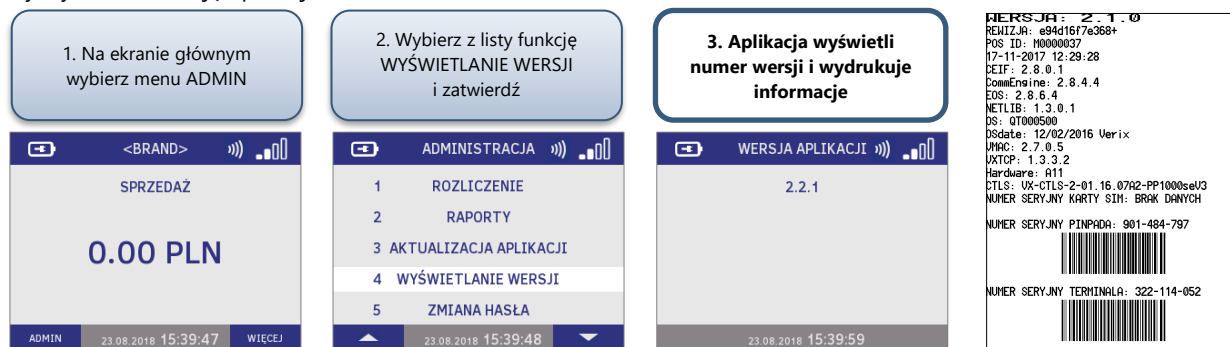 1. Na ekranie głównym
wybierz menu ADMIN
2. Wybierz z listy funkcję
WYŚWIETLANIE WERSJI
i zatwierdź
3. Aplikacja wyświetli
numer wersji i wydrukuje
informacje
<BRAND>
SPRZEDAŻ
0.00 PLN
ADMIN 23.08.2018 15:39:47 WIĘCEJ
ADMINISTRACJA
1 ROZLICZENIE
2 RAPORTY
3 AKTUALIZACJA APLIKACJI
4 WYŚWIETLANIE WERSJI
5 ZMIANA HASŁA
23.08.2018 15:39:48
WERSJA APLIKACJI
2.2.1
23.08.2018 15:39:59
WERSJA: 2.1.0
REWIZJA: e94d16f7e368+
POS ID: M0000037
17-11-2017 12:29:28
CEIF: 2.8.0.1
CommEngine: 2.8.4.4
EOS: 2.8.6.4
NETLIB: 1.3.0.1
OS: QT000500
OSdate: 12/02/2016 Verix
VMAC: 2.7.0.5
VXTCP: 1.3.3.2
Hardware: A11
CTLS: VX-CTLS-2-01.16.07A2-PP1000seV3
NUMER SERYJNY KARTY SIM: BRAK DANYCH
NUMER SERYJNY PINPADA: 901-484-797
NUMER SERYJNY TERMINALA: 322-114-052